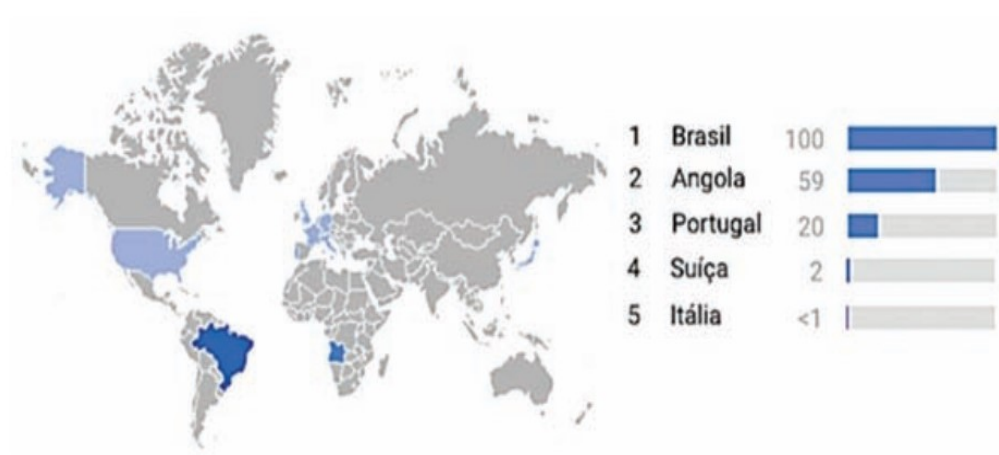 1 Brasil 100
2 Angola 59
3 Portugal 20
4 Suíça 2
5 Itália <1